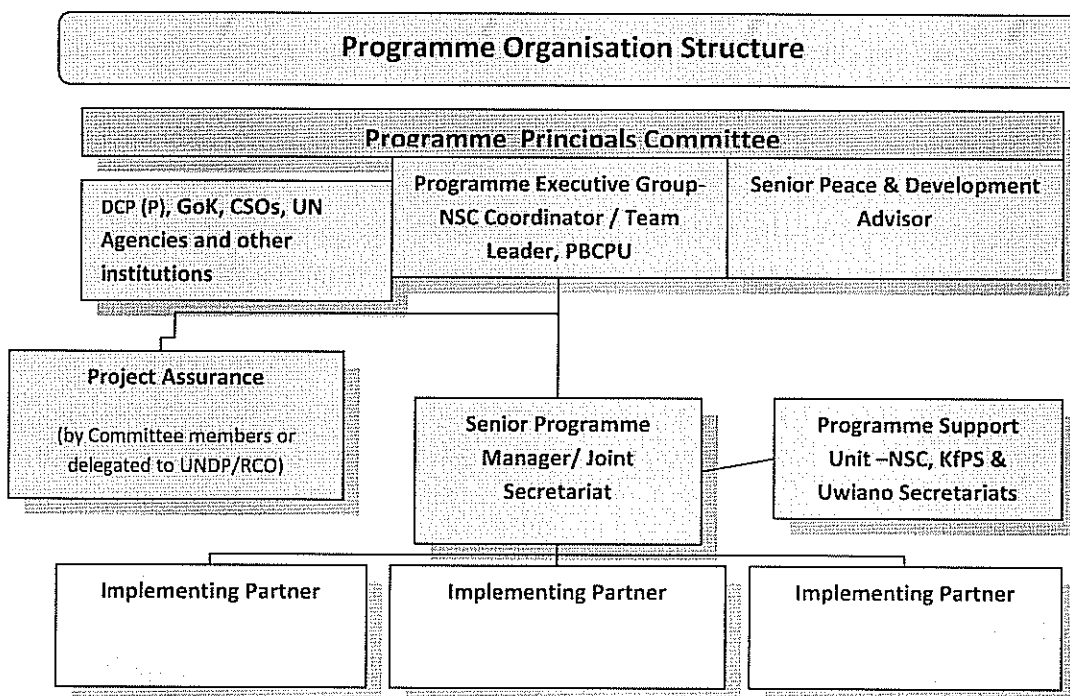 Programme Organisation Structure
Programme Principals Committee
DCP (P), GoK, CSOs, UN
Agencies and other
institutions
Programme Executive Group-
NSC Coordinator / Team
Leader, PBCPU
Senior Peace & Development
Advisor
Project Assurance
(by Committee members or
delegated to UNDP/RCO)
Senior Programme
Manager/ Joint
Secretariat
Programme Support
Unit –NSC, KfPS &
Uwiano Secretariats
Implementing Partner
Implementing Partner
Implementing Partner